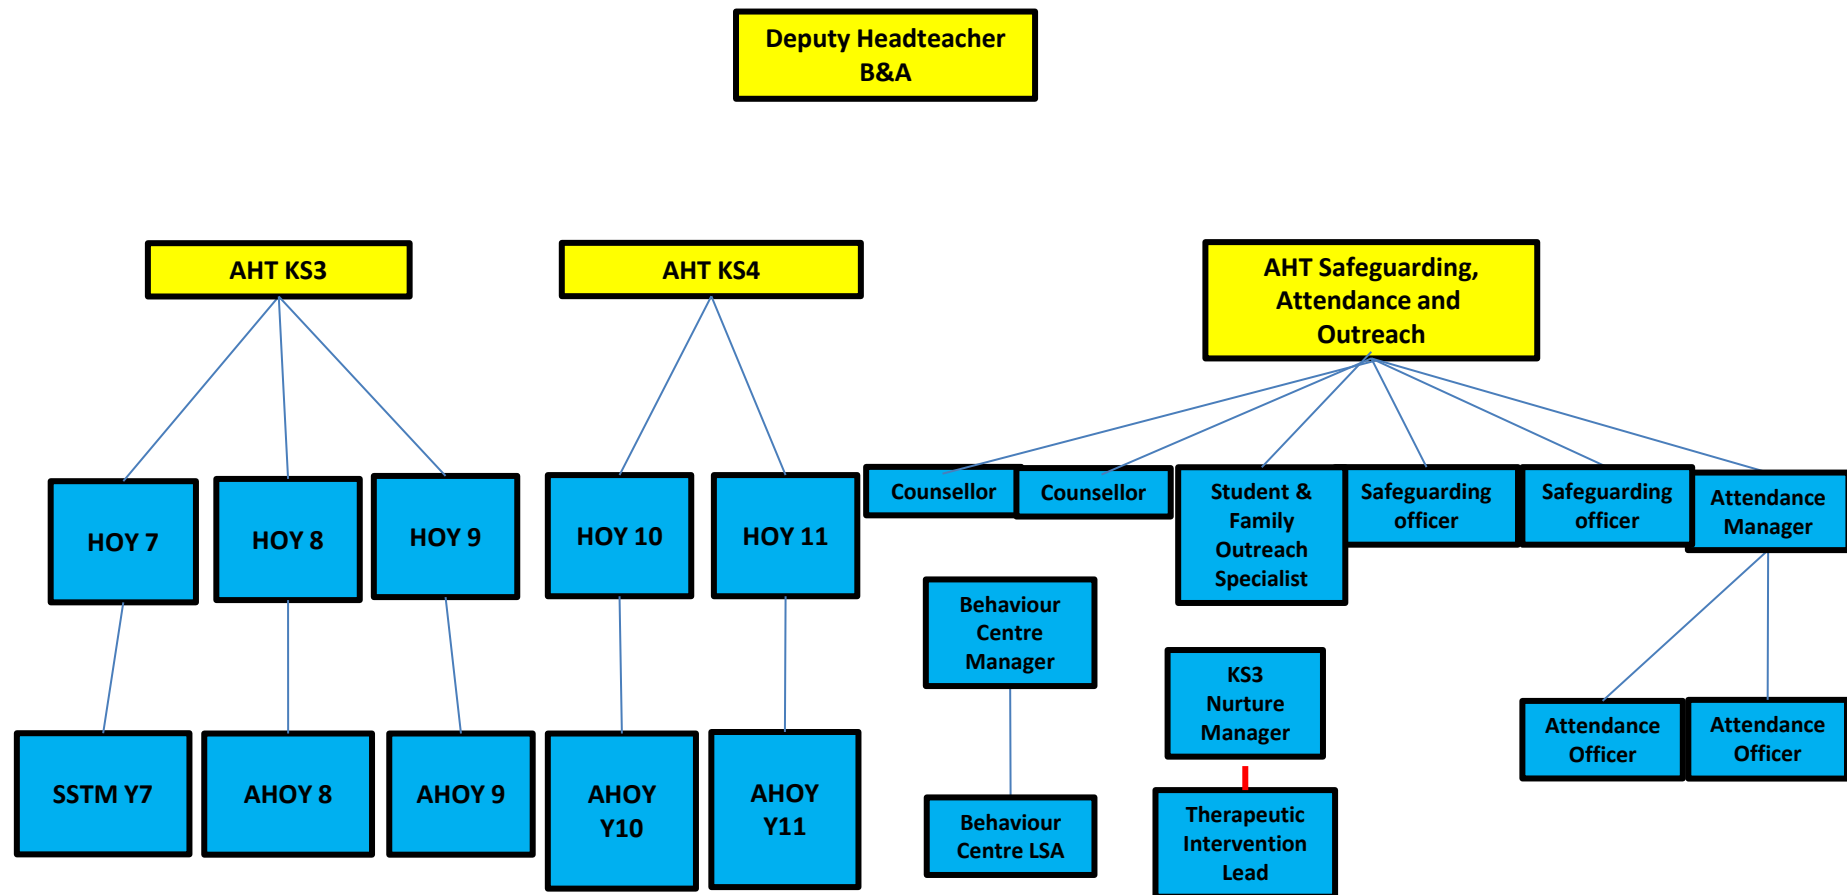 Deputy Headteacher
B&A
AHT KS3
AHT KS4
AHT Safeguarding,
Attendance and
Outreach
HOY 7
HOY 8
HOY 9
HOY 10
HOY 11
Counsellor
Counsellor
Student &
Family
Outreach
Specialist
Safeguarding
officer
Safeguarding
officer
Attendance
Manager
Behaviour
Centre
Manager
KS3
Nurture
Manager
SSTM Y7
AHOY 8
AHOY 9
AHOY
Y10
AHOY
Y11
Behaviour
Centre LSA
Therapeutic
Intervention
Lead
Attendance
Officer
Attendance
Officer